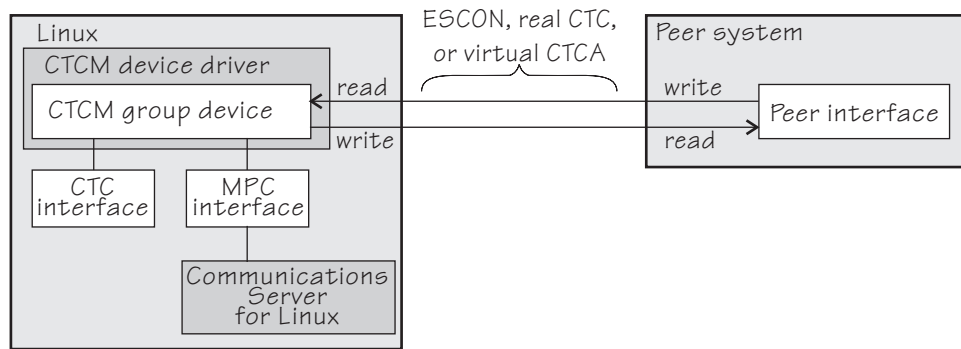 Linux
CTCM device driver
CTCM group device
CTC
interface
MPC
interface
Communications
Server
for Linux
read
write
ESCON, real CTC,
or virtual CTCA
Peer system
write
read
Peer interface